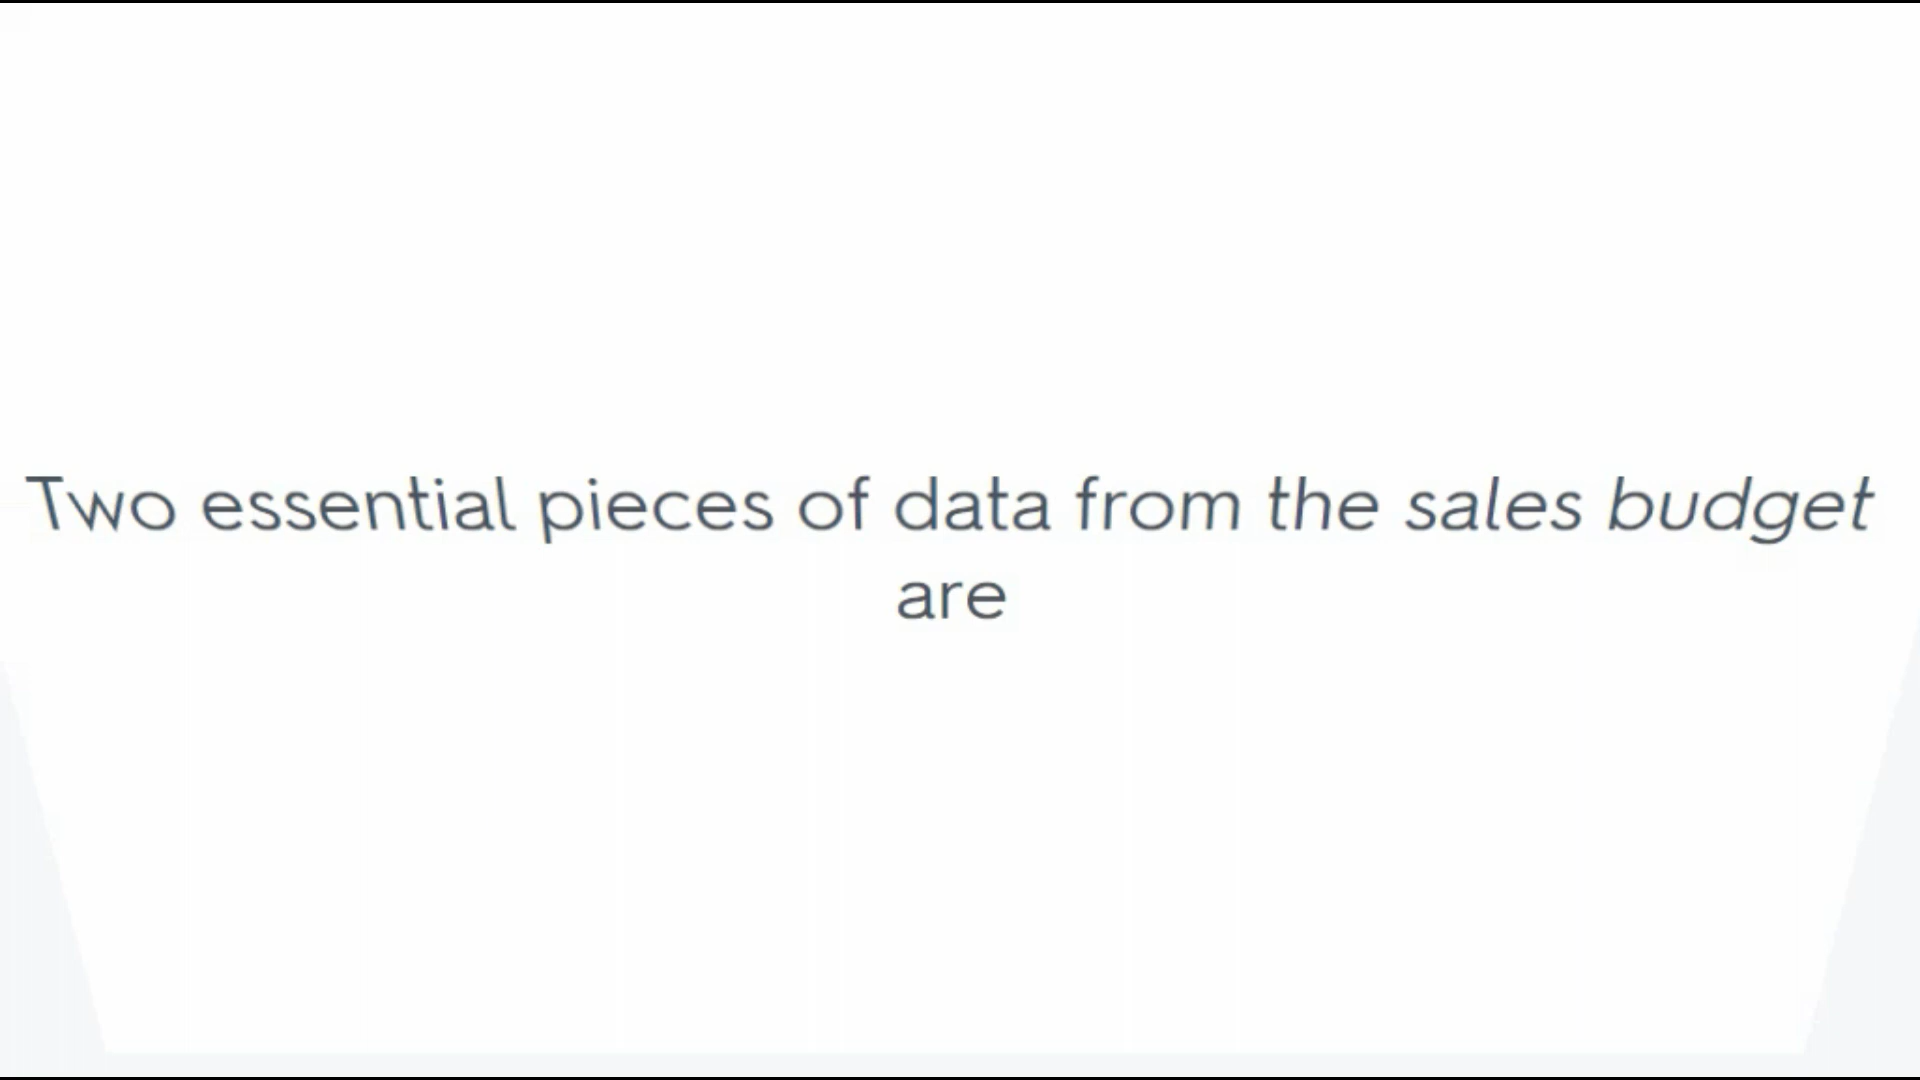 Two essential pieces of data from the sales budget
are